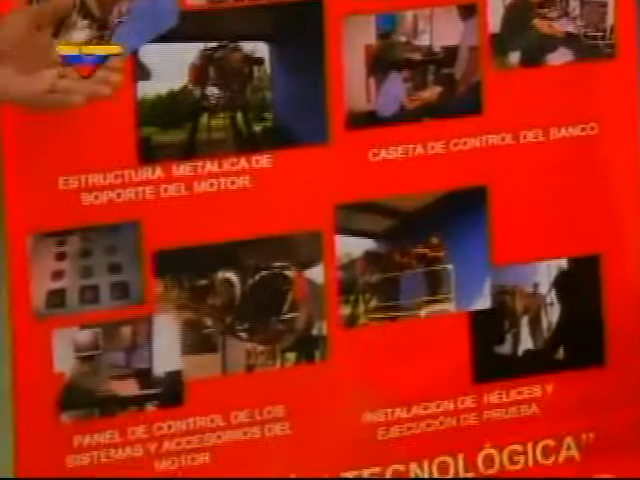 ESTRUCTURA METALICA DE
SOPORTE DEL MOTOR
CASETA DE CONTROL DEL BANCO
PANEL DE CONTROL DE LOS
SISTEMAS Y ACCESORIOS DEL
MOTOR
INSTALACION DE HELICES Y
EJECUCIÓN DE PRUEBA
TECNOLÓGICA"